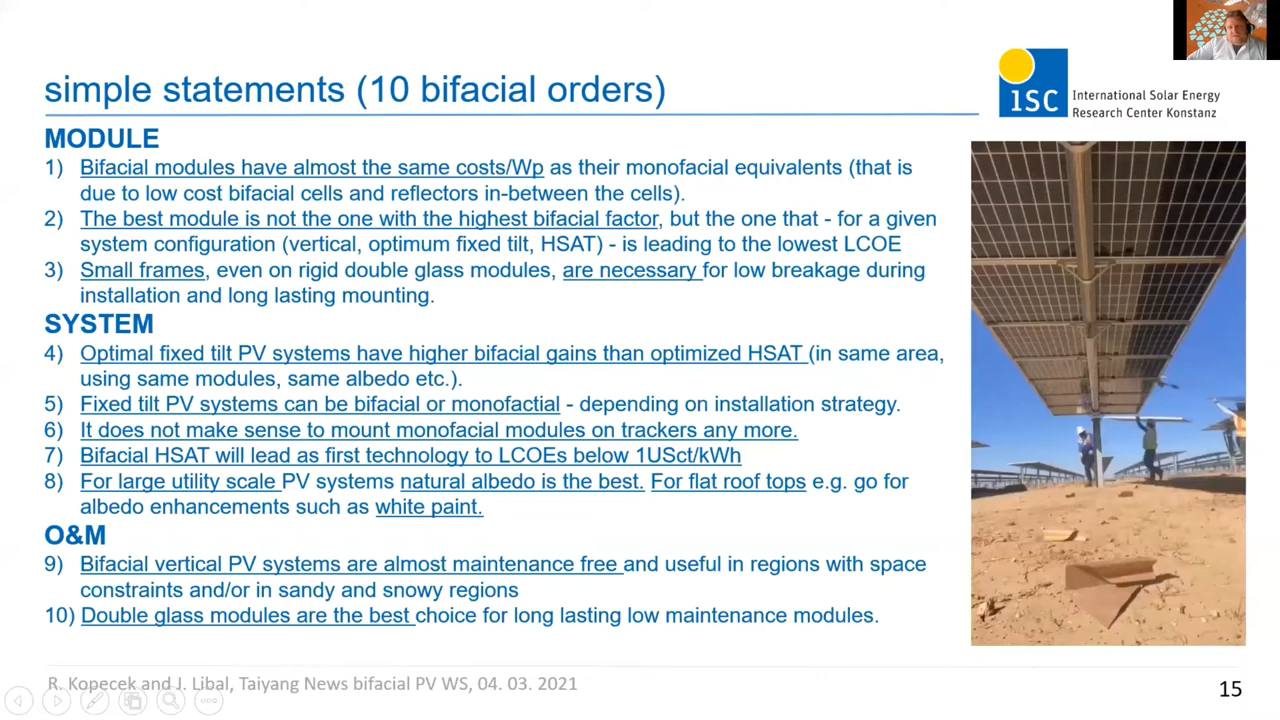 simple statements (10 bifacial orders)
ISC International Solar Energy
Research Center Konstanz
MODULE
1) Bifacial modules have almost the same costs/Wp as their monofacial equivalents (that is
due to low cost bifacial cells and reflectors in-between the cells).
2) The best module is not the one with the highest bifacial factor, but the one that - for a given
system configuration (vertical, optimum fixed tilt, HSAT) - is leading to the lowest LCOE
3) Small frames, even on rigid double glass modules, are necessary for low breakage during
installation and long lasting mounting.
SYSTEM
4) Optimal fixed tilt PV systems have higher bifacial gains than optimized HSAT (in same area,
using same modules, same albedo etc.).
5) Fixed tilt PV systems can be bifacial or monofactial - depending on installation strategy.
6) It does not make sense to mount monofacial modules on trackers any more.
7) Bifacial HSAT will lead as first technology to LCOEs below 1USct/kWh
8) For large utility scale PV systems natural albedo is the best. For flat roof tops e.g. go for
albedo enhancements such as white paint.
O&M
9) Bifacial vertical PV systems are almost maintenance free and useful in regions with space
constraints and/or in sandy and snowy regions
10) Double glass modules are the best choice for long lasting low maintenance modules.
R. Kopecek and J. Libal, Taiyang News bifacial PV WS, 04. 03. 2021
15